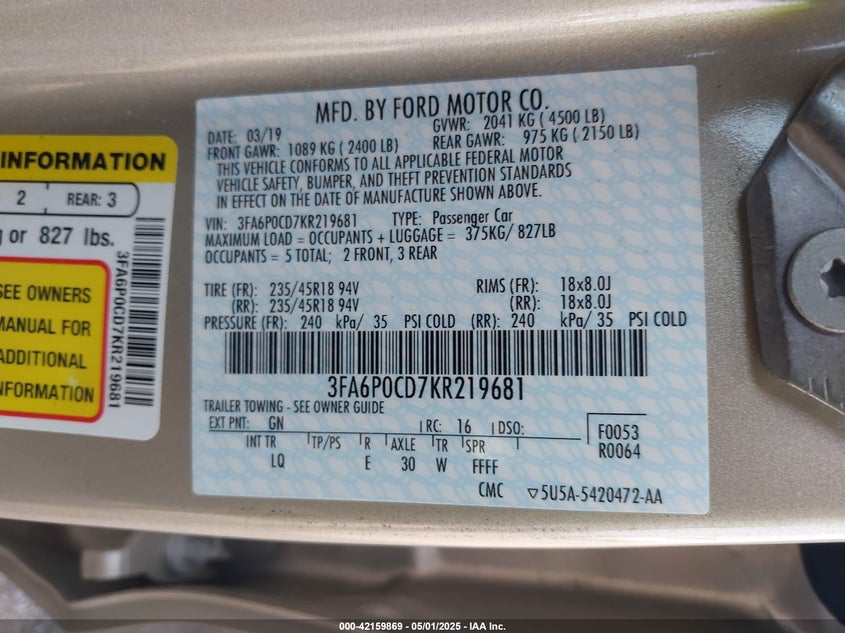 MFD. BY FORD MOTOR CO.
DATE: 03/19 GVWR: 2041 KG ( 4500 LB)
FRONT GAWR: 1089 KG ( 2400 LB) REAR GAWR: 975 KG ( 2150 LB)
THIS VEHICLE CONFORMS TO ALL APPLICABLE FEDERAL MOTOR
VEHICLE SAFETY, BUMPER, AND THEFT PREVENTION STANDARDS
IN EFFECT ON THE DATE OF MANUFACTURE SHOWN ABOVE.
VIN: 3FA6P0CD7KR219681 TYPE: Passenger Car
MAXIMUM LOAD = OCCUPANTS + LUGGAGE = 375KG/ 827LB
OCCUPANTS = 5 TOTAL; 2 FRONT, 3 REAR
TIRE (FR): 235/45R18 94V RIMS (FR): 18x8.0J
(RR): 235/45R18 94V (RR): 18x8.0J
PRESSURE (FR): 240 kPa/ 35 PSI COLD (RR): 240 kPa/ 35 PSI COLD
3FA6P0CD7KR219681
TRAILER TOWING - SEE OWNER GUIDE
EXT PNT: GN RC: 16 DSO: F0053
R0064
INT TR TP/PS R AXLE TR SPR
LQ E 30 W FFFF
CMC ▽5U5A-5420472-AA
INFORMATION
2 REAR: 3
g or 827 lbs.
SEE OWNERS
MANUAL FOR
ADDITIONAL
INFORMATION
3FA6P0CD7KR219681
000-42159869 - 05/01/2025 - IAA Inc.